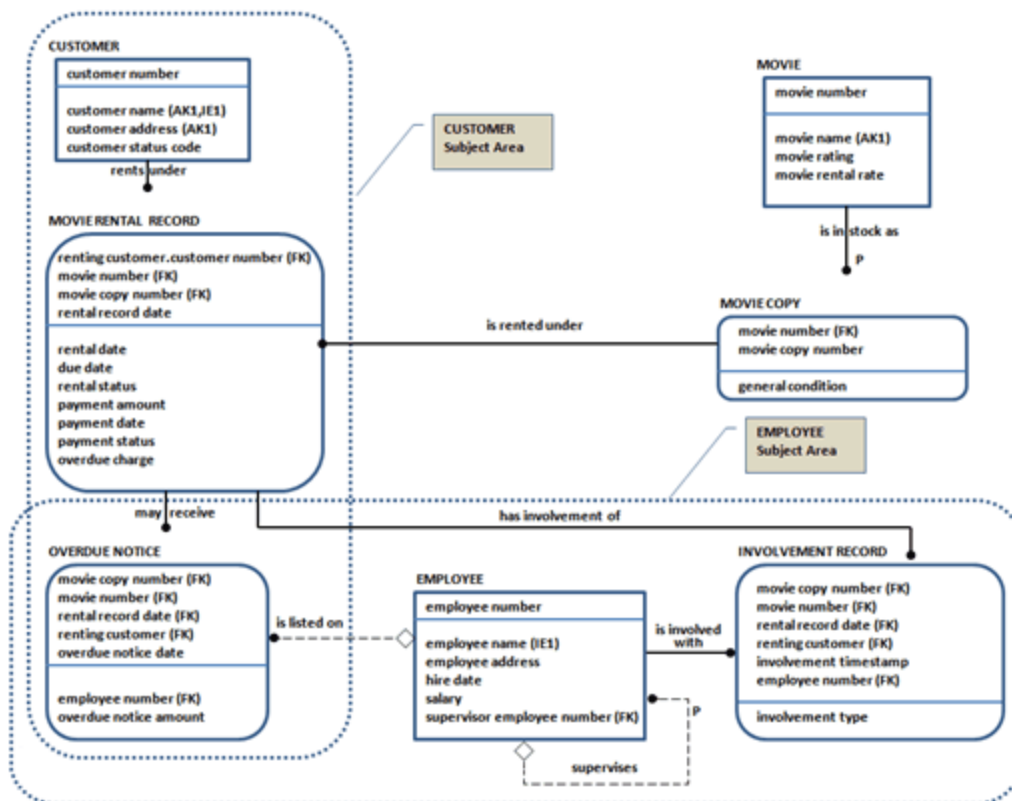 CUSTOMER
customer number
customer name (AK1,IE1)
customer address (AK1)
customer status code
rents under
CUSTOMER
Subject Area
MOVIE
movie number
movie name (AK1)
movie rating
movie rental rate
is in stock as
P
MOVIE RENTAL RECORD
renting customer.customer number (FK)
movie number (FK)
movie copy number (FK)
rental record date
rental date
due date
rental status
payment amount
payment date
payment status
overdue charge
is rented under
MOVIE COPY
movie number (FK)
movie copy number
general condition
EMPLOYEE
Subject Area
may receive
has involvement of
OVERDUE NOTICE
movie copy number (FK)
movie number (FK)
rental record date (FK)
renting customer (FK)
overdue notice date
employee number (FK)
overdue notice amount
is listed on
EMPLOYEE
employee number
employee name (IE1)
employee address
hire date
salary
supervisor employee number (FK)
P
supervises
is involved
with
INVOLVEMENT RECORD
movie copy number (FK)
movie number (FK)
rental record date (FK)
renting customer (FK)
involvement timestamp
employee number (FK)
involvement type